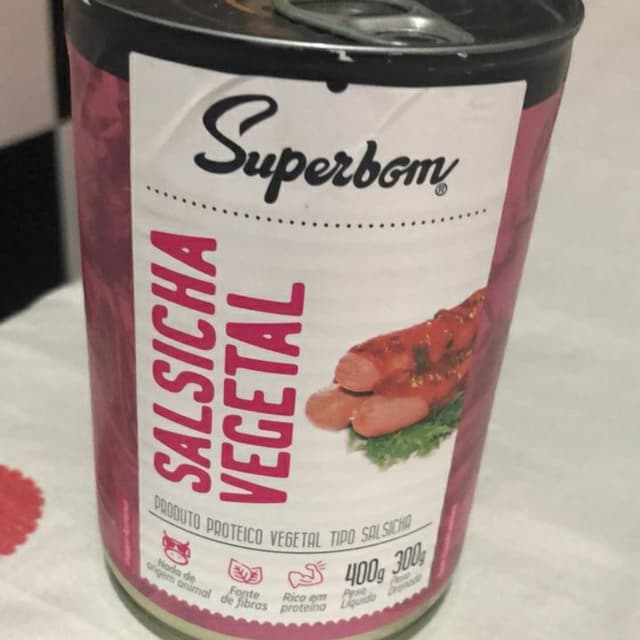 Superbom®
SALSICHA
VEGETAL
PRODUTO PROTEICO VEGETAL TIPO SALSICHA
Nada de
origem animal
Fonte
de fibras
Rico em
proteína
400g
Peso
Líquido
300g
Peso
Drenado